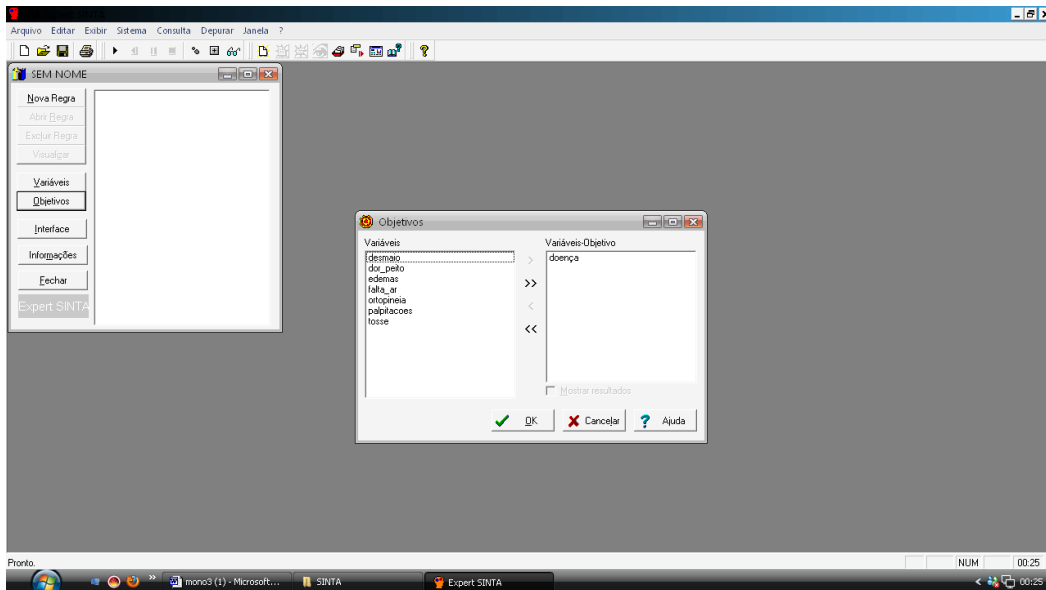 Arquivo Editar Exibir Sistema Consulta Depurar Janela ?
SEM NOME
Nova Regra
Abrir Regra
Excluir Regra
Visualizar
Variáveis
Objetivos
Interface
Informações
Fechar
Expert SINTA
Objetivos
Variáveis
desmaio
dor_peito
edemas
falta_ar
ortopineia
palpitacoes
tosse
> 
>>
<
<<
Variáveis-Objetivo
doença
Mostrar resultados
OK
Cancelar
Ajuda
Pronto.
NUM 00:25
mono3 (1) - Microsoft... SINTA Expert SINTA 00:25